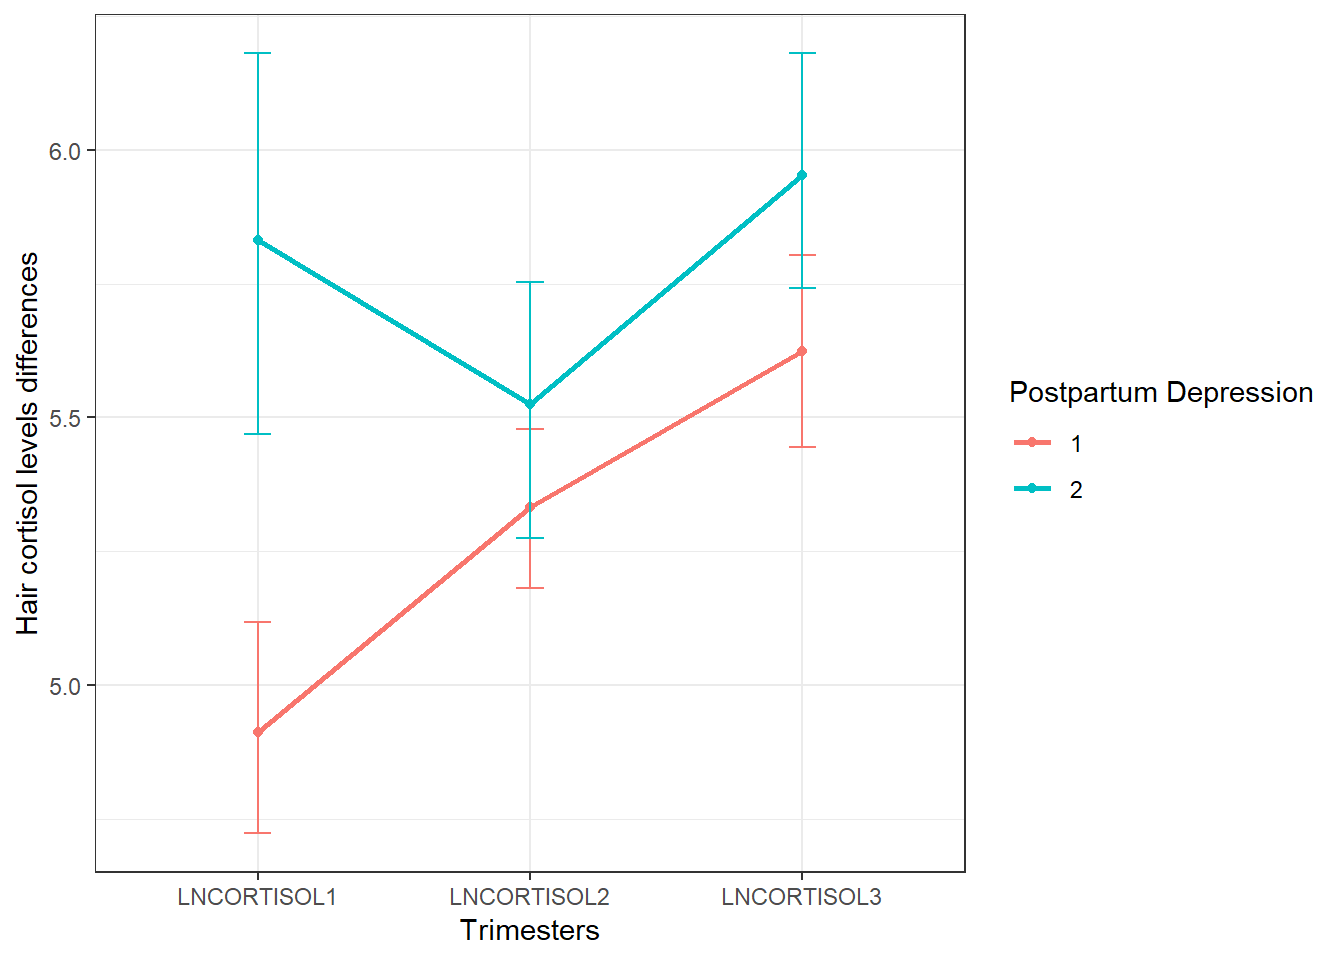 Hair cortisol levels differences
6.0
5.5
5.0
LNCORTISOL1 LNCORTISOL2 LNCORTISOL3
Trimesters
Postpartum Depression
1
2